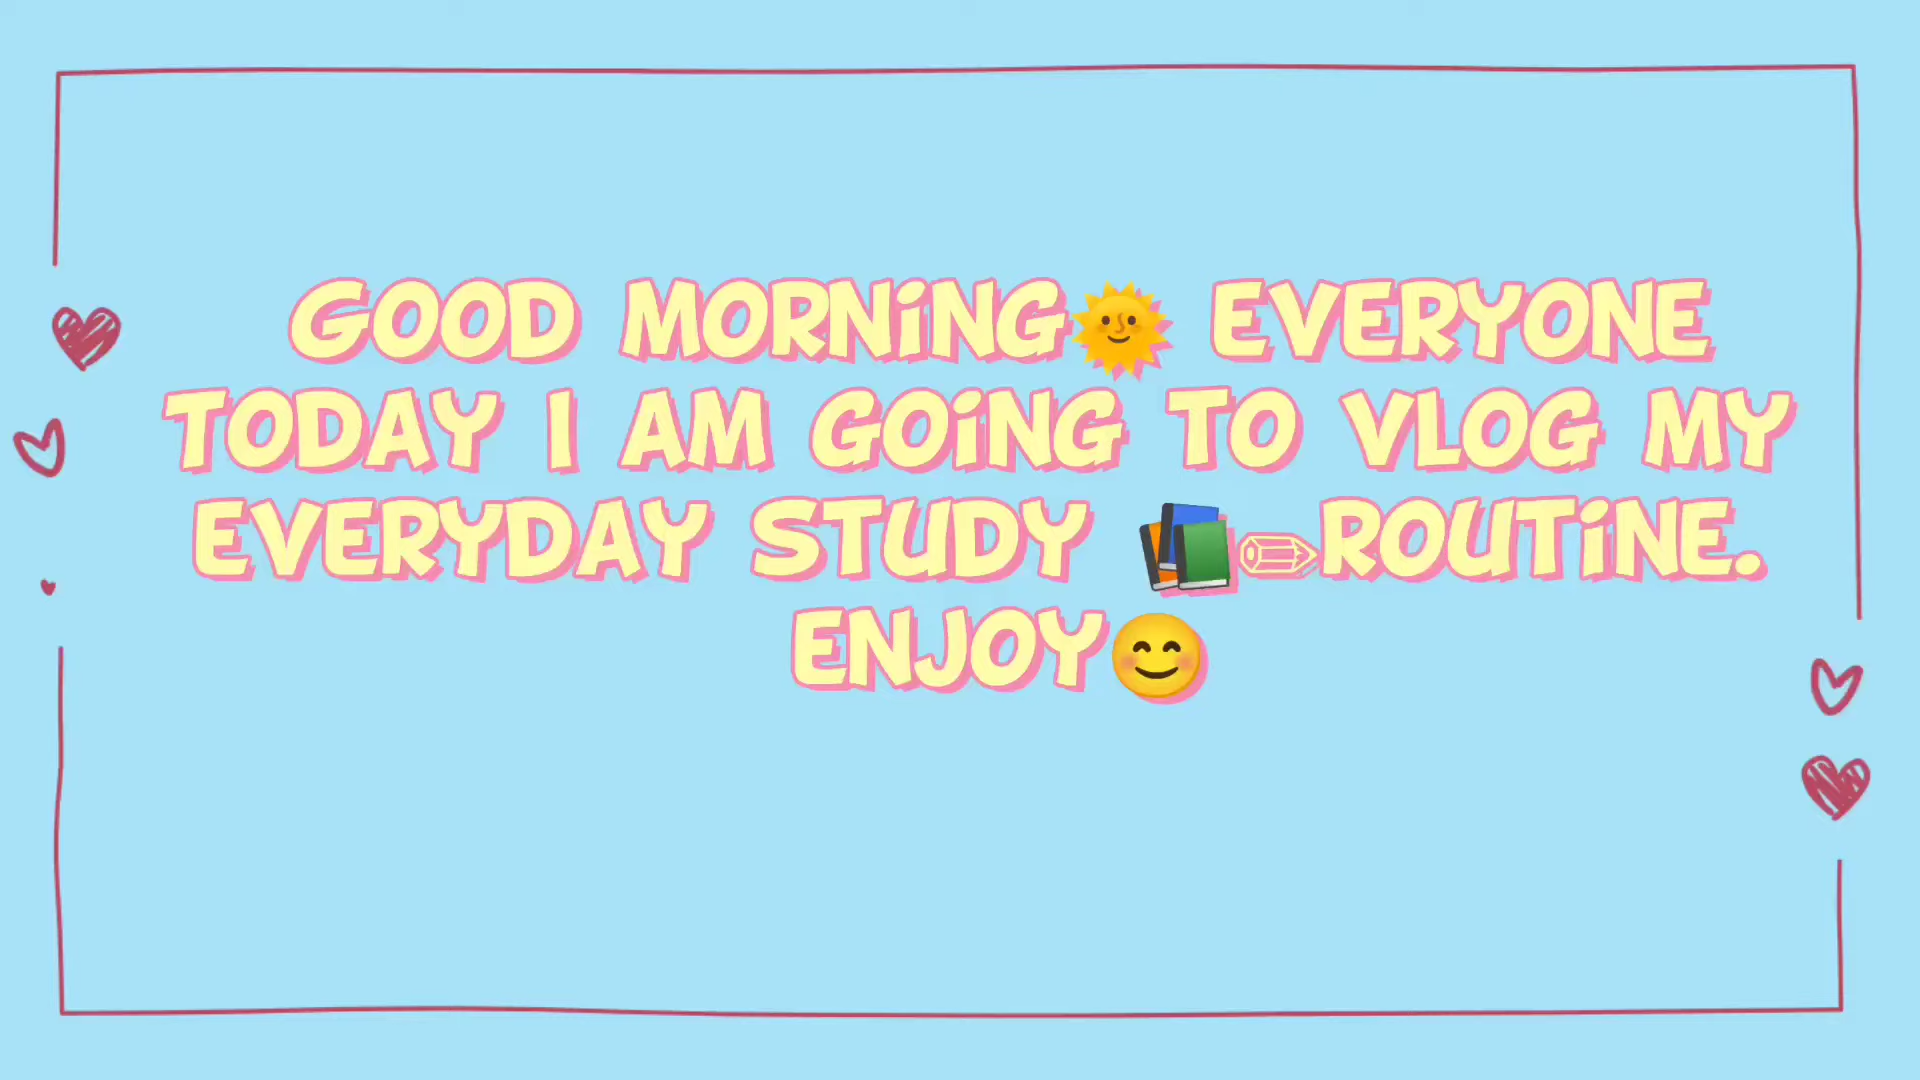 GOOD MORNING🌞 EVERYONE
TODAY I AM GOING TO VLOG MY
EVERYDAY STUDY 📚✏ROUTINE.
ENJOY😊